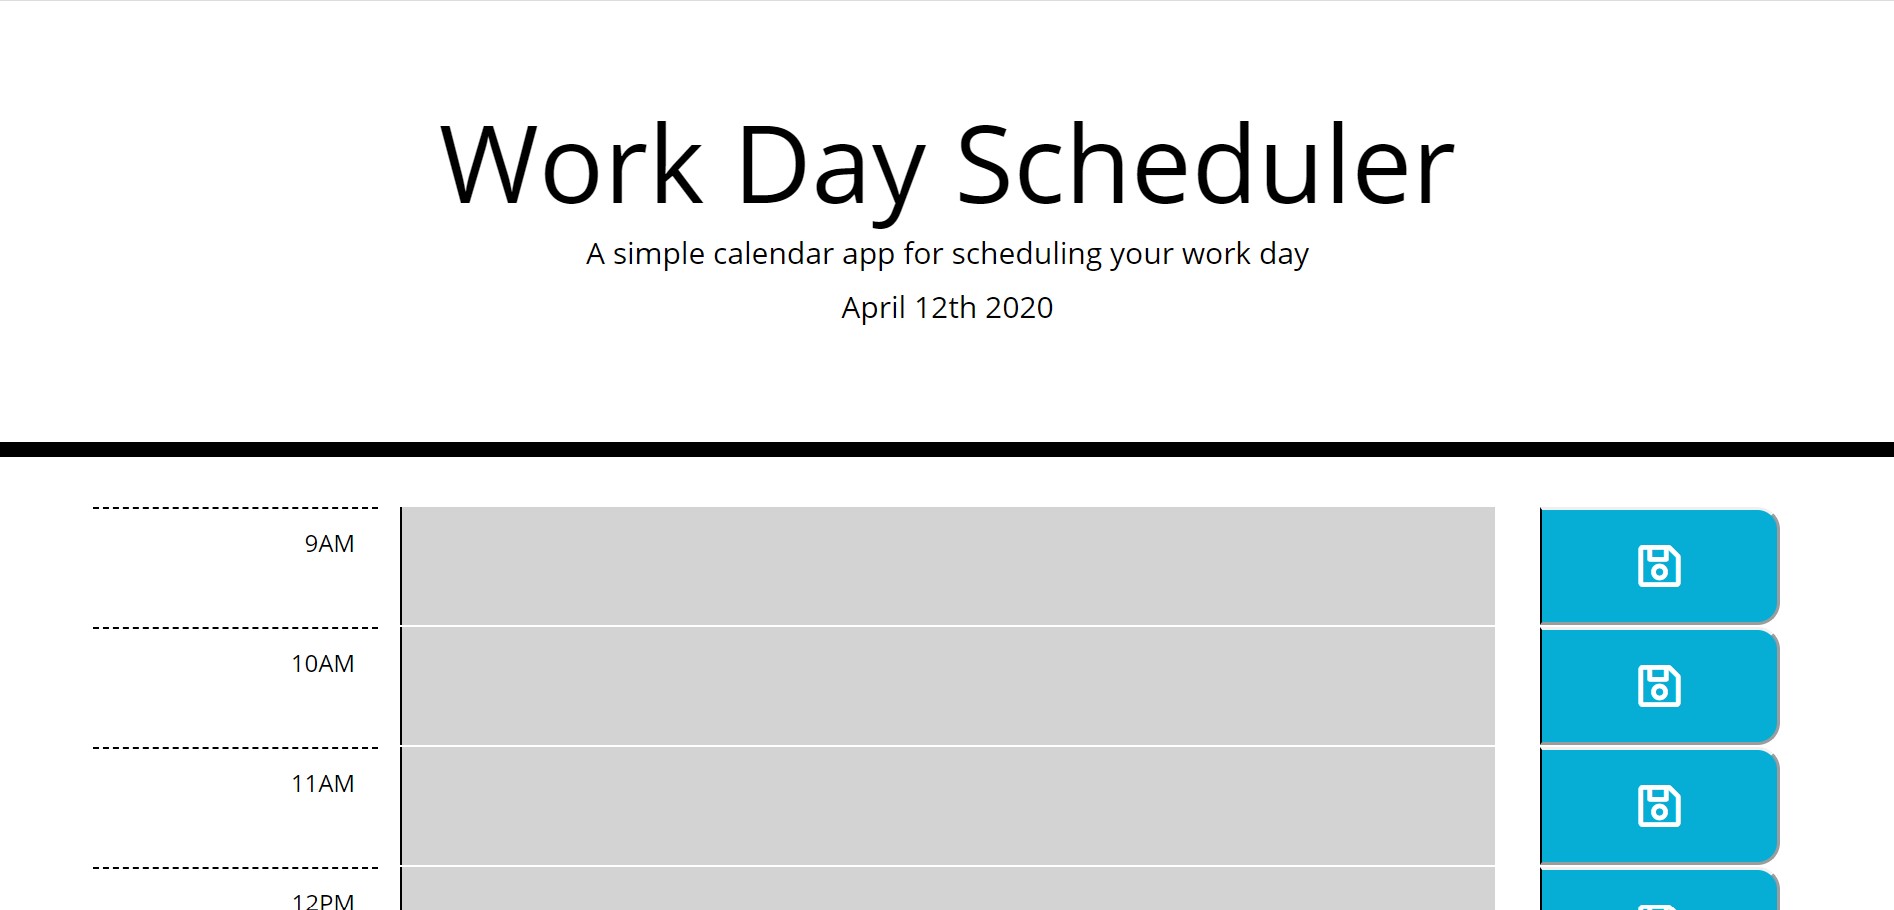 Work Day Scheduler
A simple calendar app for scheduling your work day
April 12th 2020
9AM
10AM
11AM
12PM